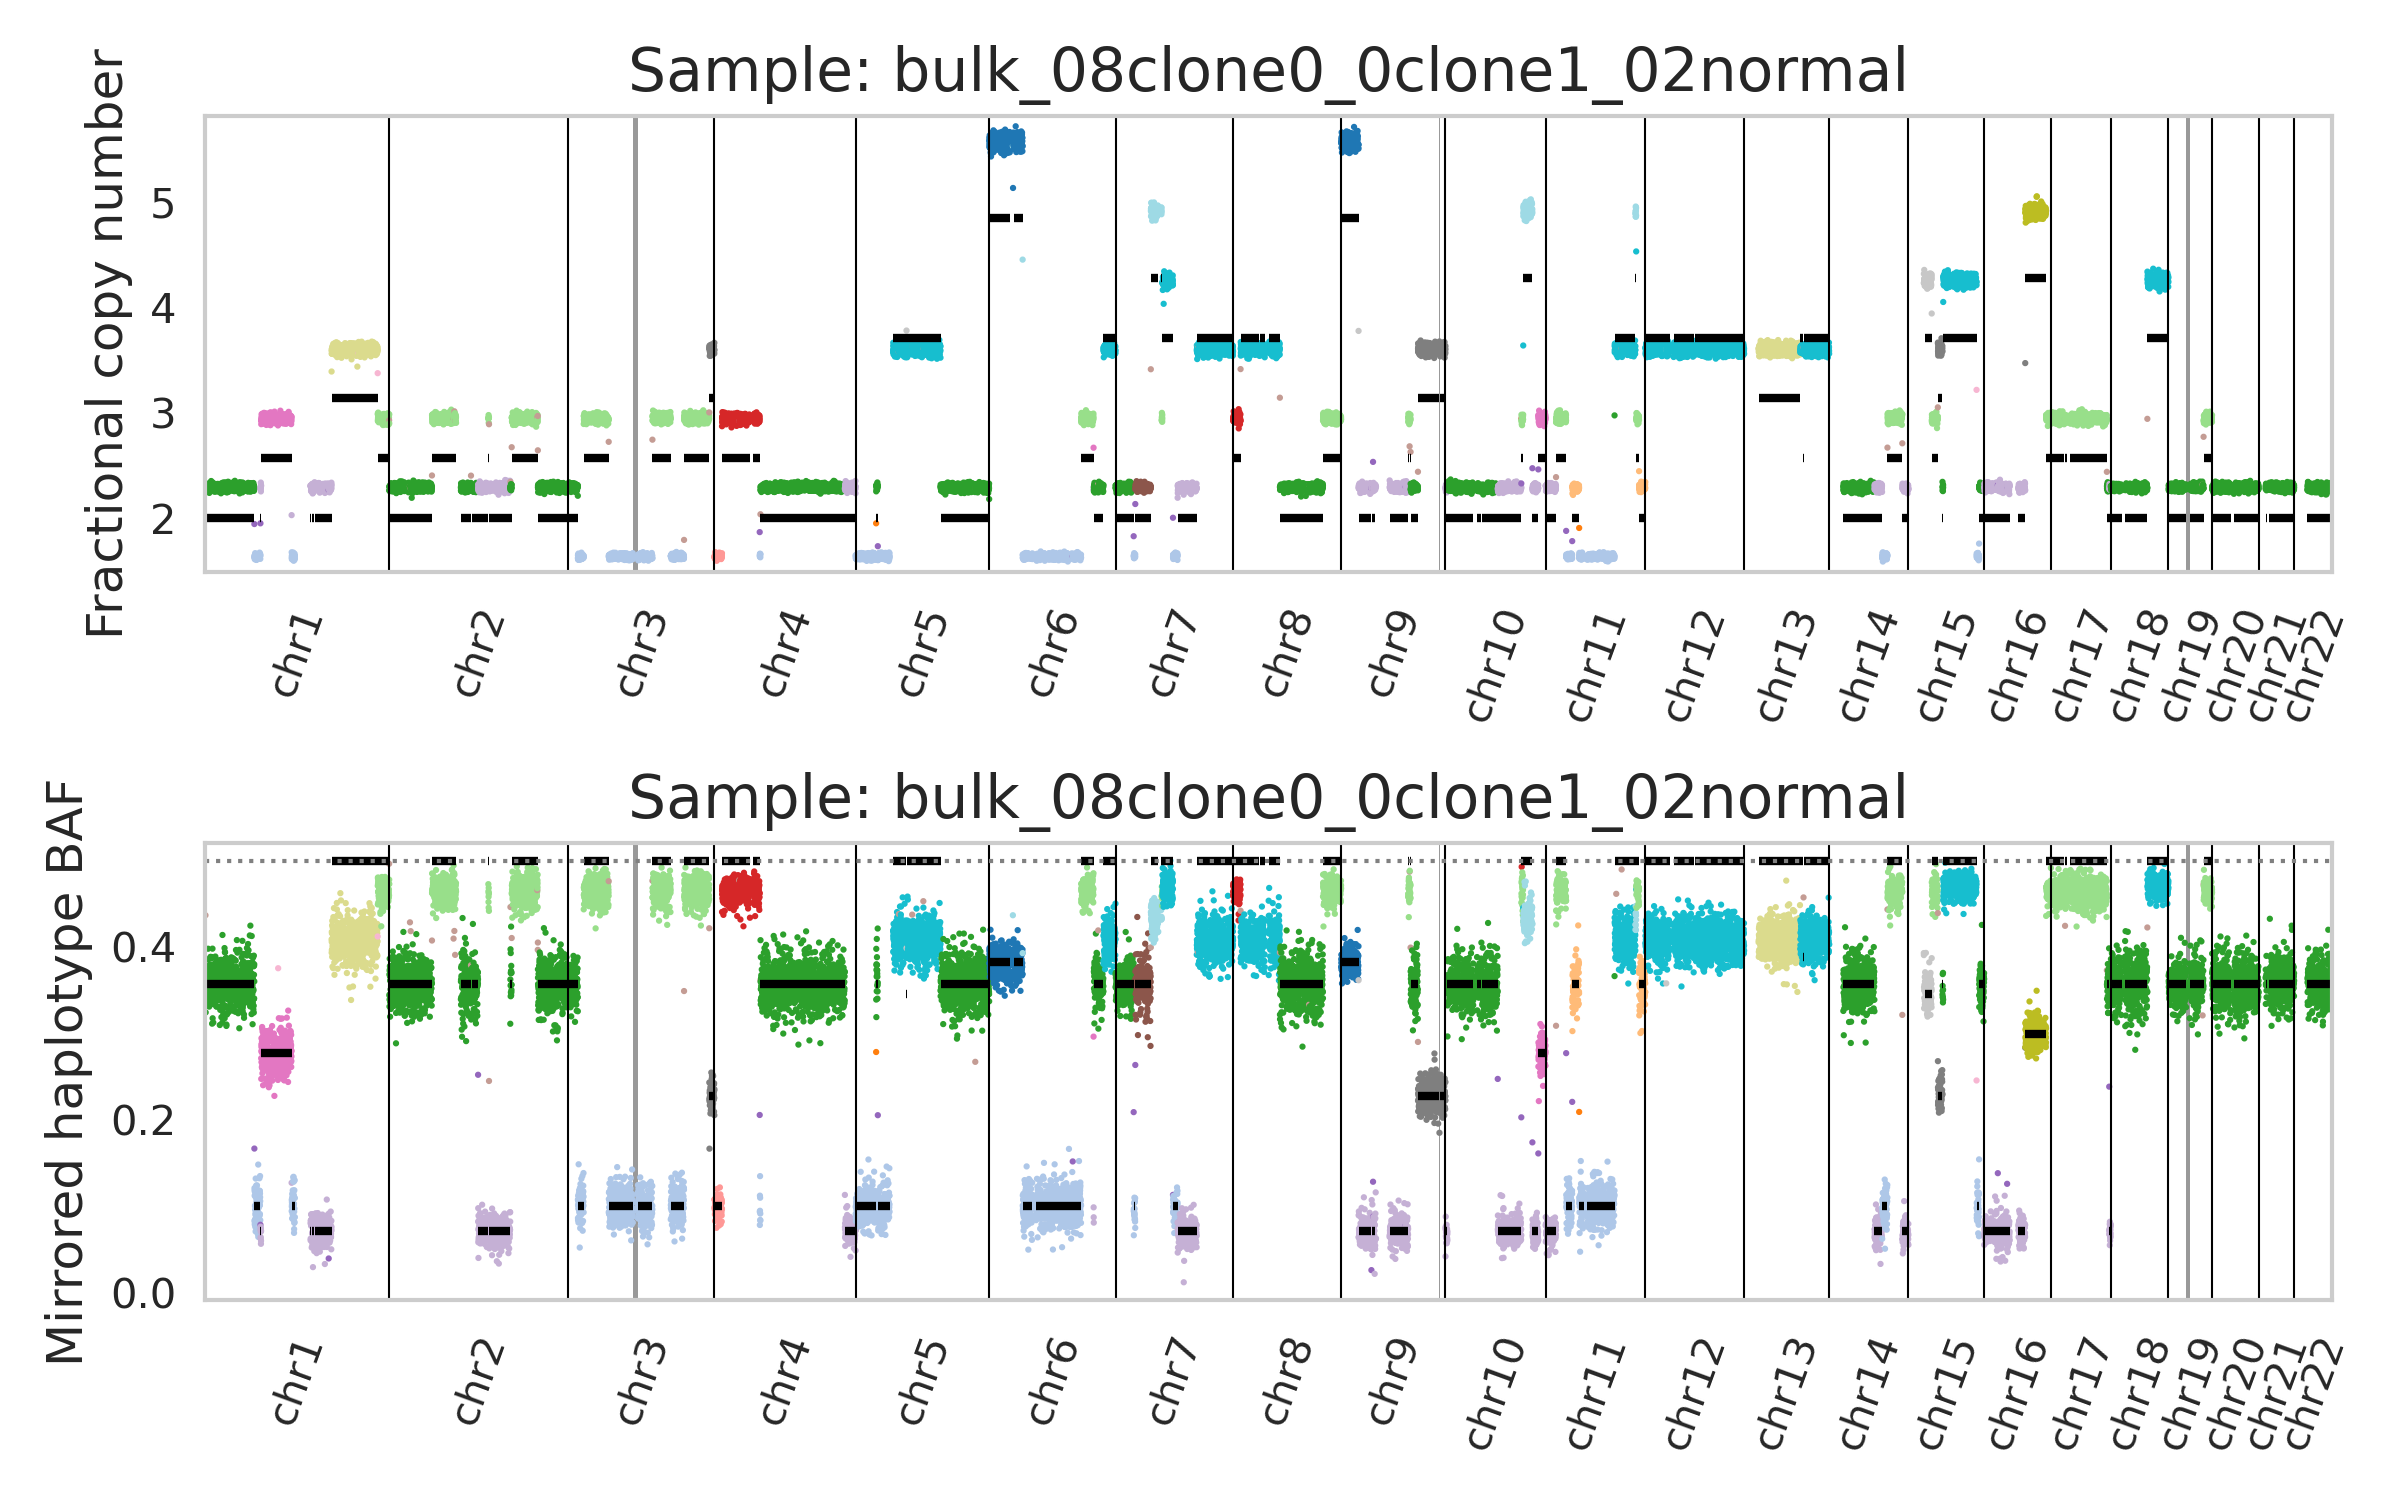 Sample: bulk_08clone0_0clone1_02normal
Fractional copy number
5
4
3
2
chr1
chr2
chr3
chr4
chr5
chr6
chr7
chr8
chr9
chr10
chr11
chr12
chr13
chr14
chr15
chr16
chr17
chr18
chr19
chr20
chr21
chr22
Sample: bulk_08clone0_0clone1_02normal
Mirrored haplotype BAF
0.4
0.2
0.0
chr1
chr2
chr3
chr4
chr5
chr6
chr7
chr8
chr9
chr10
chr11
chr12
chr13
chr14
chr15
chr16
chr17
chr18
chr19
chr20
chr21
chr22